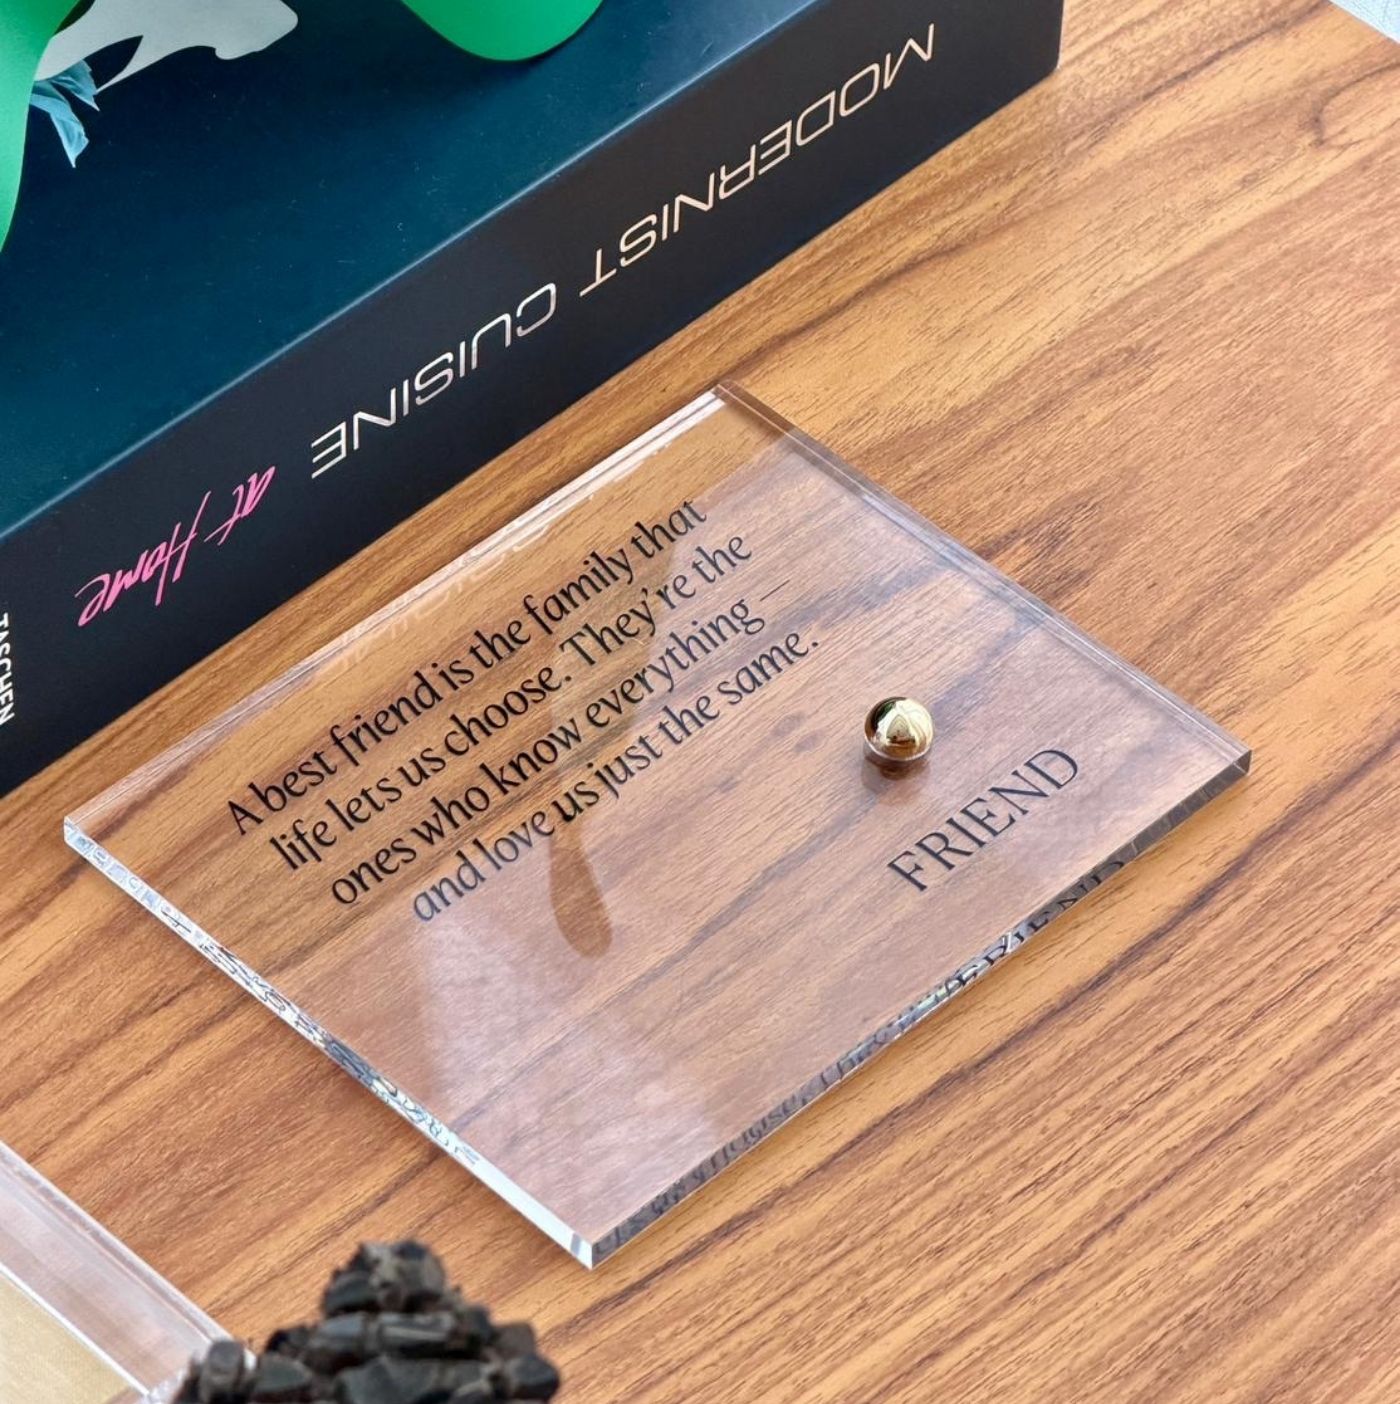 MODERNIST CUISINE at Home
TASCHEN
A best friend is the family that
life lets us choose. They're the
ones who know everything –
and love us just the same.
FRIEND